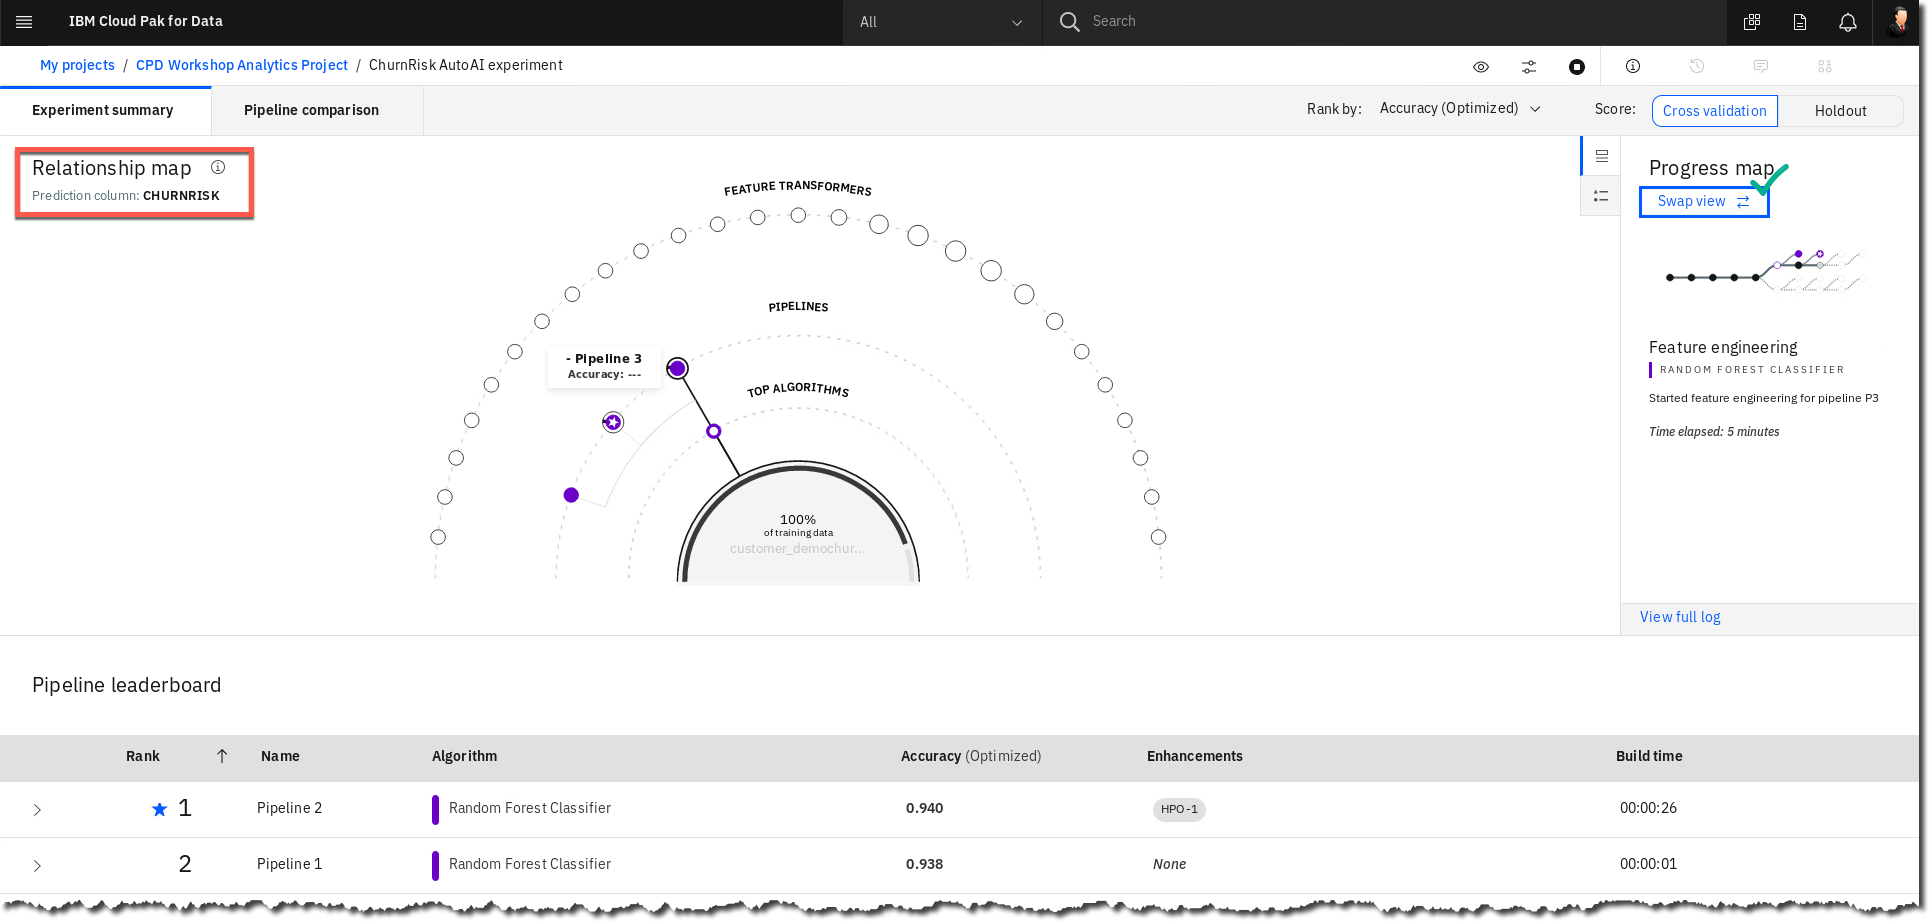 IBM Cloud Pak for Data
All
Search
My projects / CPD Workshop Analytics Project / ChurnRisk AutoAI experiment
Experiment summary
Pipeline comparison
Rank by: Accuracy (Optimized)
Score: Cross validation Holdout
Relationship map
Prediction column: CHURNRISK
FEATURE TRANSFORMERS
PIPELINES
- Pipeline 3
Accuracy: ---
TOP ALGORITHMS
100%
of training data
customer_demochur...
Progress map
Swap view
Feature engineering
RANDOM FOREST CLASSIFIER
Started feature engineering for pipeline P3
Time elapsed: 5 minutes
View full log
Pipeline leaderboard
Rank Name Algorithm Accuracy (Optimized) Enhancements Build time
1 Pipeline 2 Random Forest Classifier 0.940 HPO-1 00:00:26
2 Pipeline 1 Random Forest Classifier 0.938 None 00:00:01